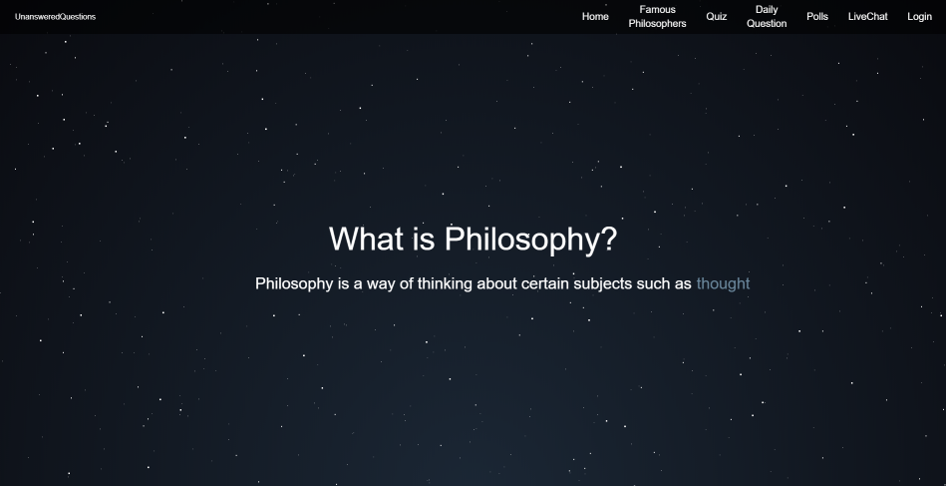 UnansweredQuestions
Home
Famous
Philosophers
Quiz
Daily
Question
Polls
LiveChat
Login
What is Philosophy?
Philosophy is a way of thinking about certain subjects such as thought